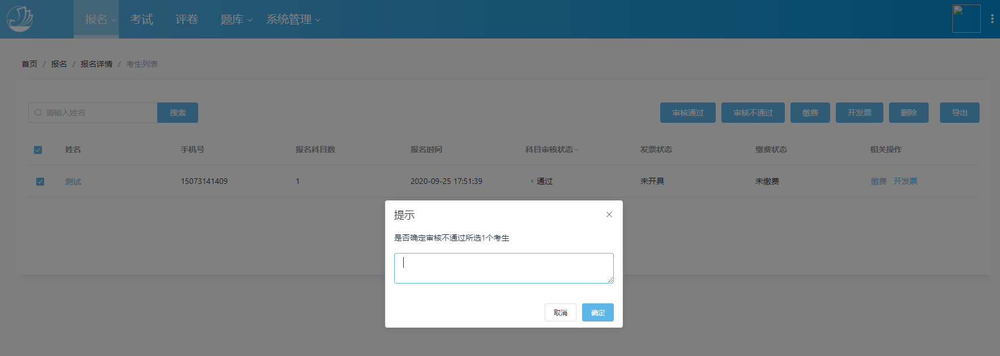 报名 考试 评卷 题库 系统管理
首页 / 报名 / 报名详情 / 考生列表
请输入姓名 搜索 审核通过 审核不通过 缴费 开发票 删除 导出
姓名 手机号 报名科目数 报名时间 科目审核状态 发票状态 缴费状态 相关操作
测试 15073141409 1 2020-09-25 17:51:39 通过 未开具 未缴费 缴费 开发票
提示
是否确定审核不通过所选1个考生
取消 确定